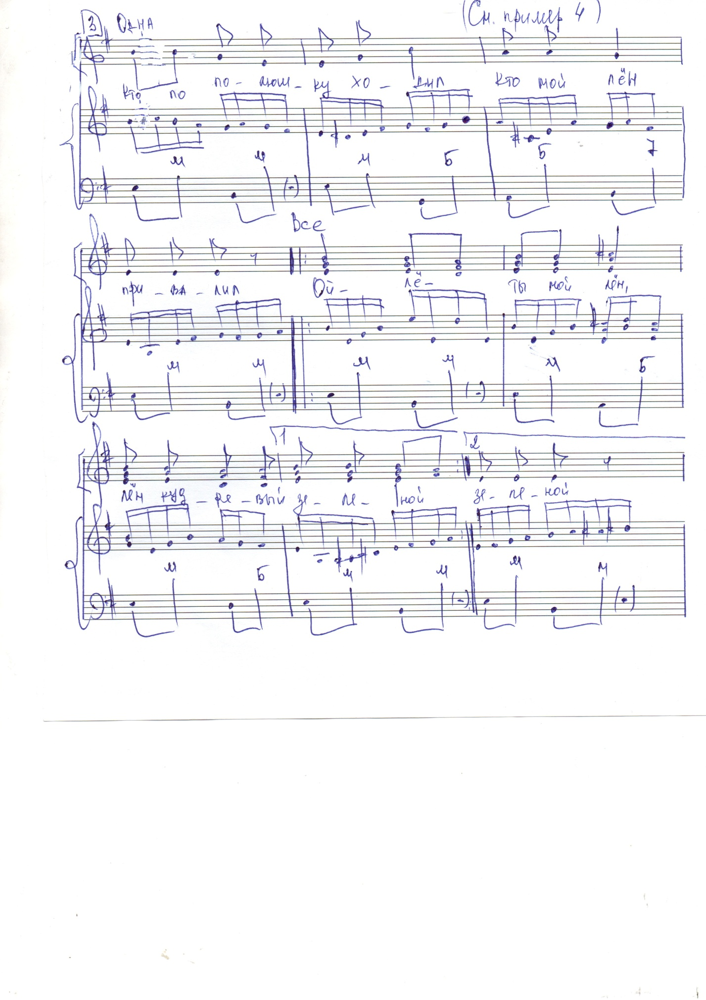 (См. пример 4)
3 Одна
Кто по по - люш - ку хо - дил кто мой лён
м м м Б Б 7
Все
при - ва - лил Ой - лё - ты мой лён,
м м м м м Б
1 2
лён куд - ре - вый зе - ле - ной зе - ле - ной
м Б м м м м